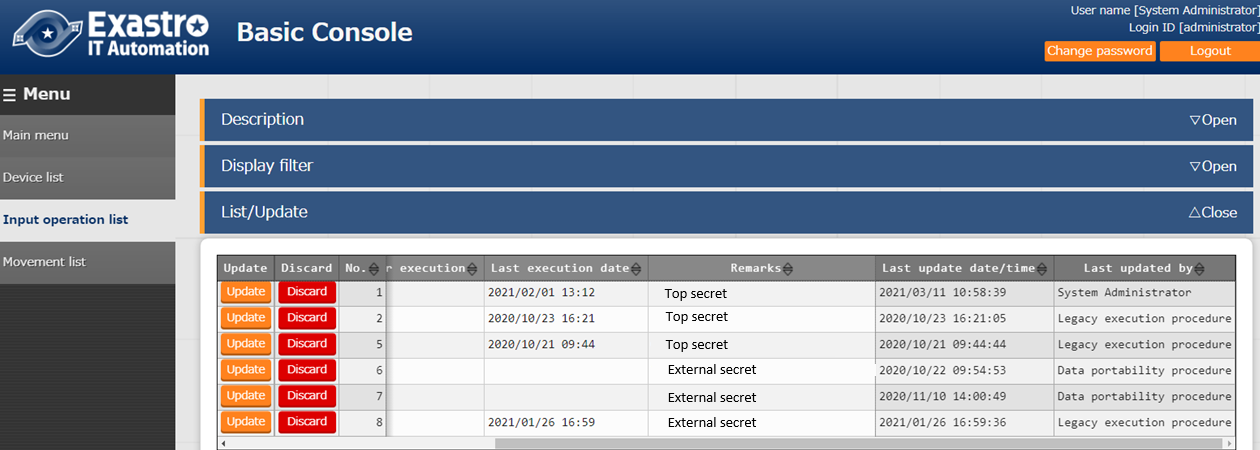 Exastro
IT Automation
Basic Console
User name [System Administrator]
Login ID [administrator]
Change password Logout
Menu
Main menu
Device list
Input operation list
Movement list
Description ▽Open
Display filter ▽Open
List/Update △Close
Update Discard No. r execution Last execution date Remarks Last update date/time Last updated by
Update Discard 1 2021/02/01 13:12 Top secret 2021/03/11 10:58:39 System Administrator
Update Discard 2 2020/10/23 16:21 Top secret 2020/10/23 16:21:05 Legacy execution procedure
Update Discard 5 2020/10/21 09:44 Top secret 2020/10/21 09:44:44 Legacy execution procedure
Update Discard 6 External secret 2020/10/22 09:54:53 Data portability procedure
Update Discard 7 External secret 2020/11/10 14:00:49 Data portability procedure
Update Discard 8 2021/01/26 16:59 External secret 2021/01/26 16:59:36 Legacy execution procedure